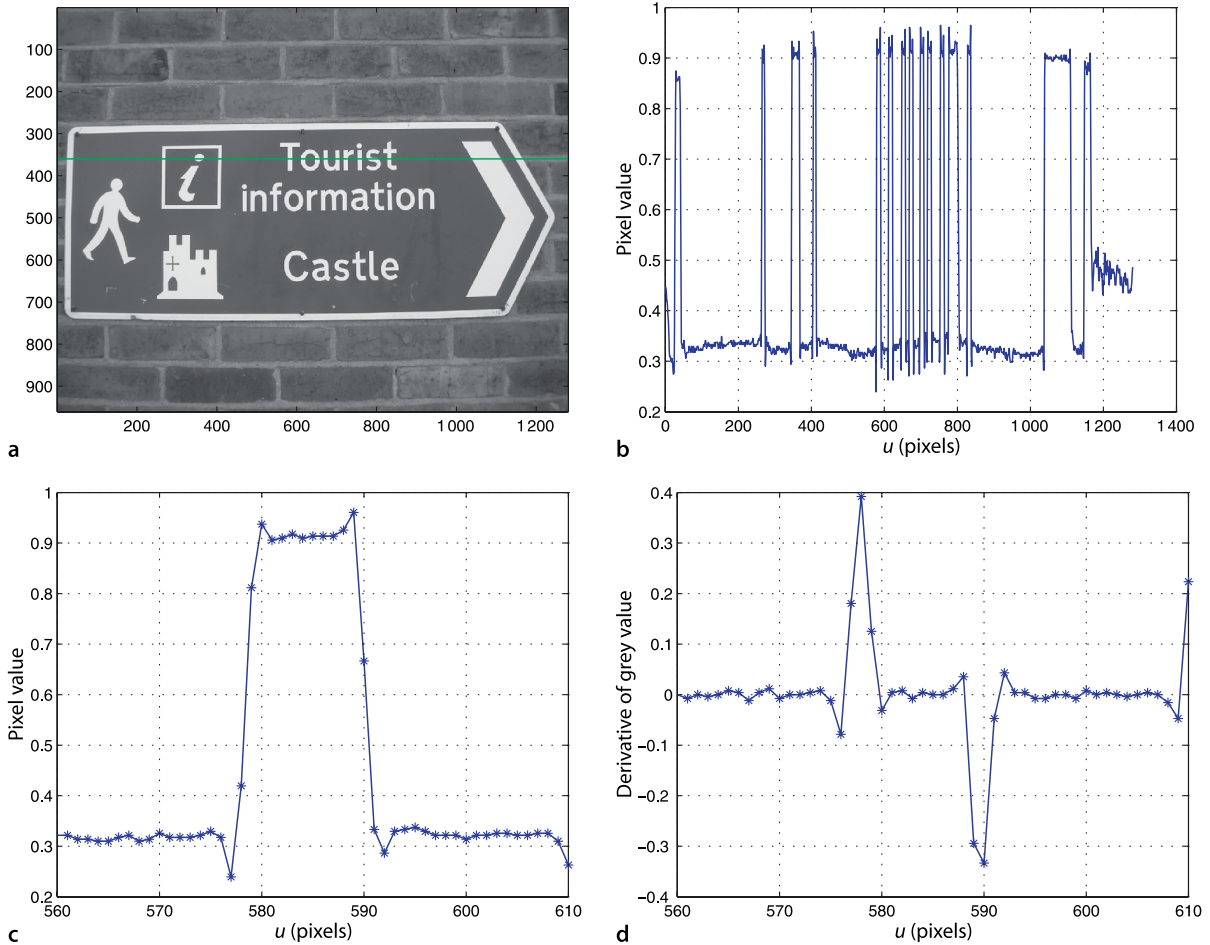 100
200
300
400
500
600
700
800
900
200 400 600 800 1 000 1 200
i
Tourist
information
Castle
a
Pixel value
1
0.9
0.8
0.7
0.6
0.5
0.4
0.3
0.2
0 200 400 600 800 1 000 1 200 1 400
u (pixels)
b
Pixel value
1
0.9
0.8
0.7
0.6
0.5
0.4
0.3
0.2
560 570 580 590 600 610
u (pixels)
c
Derivative of grey value
0.4
0.3
0.2
0.1
0
−0.1
−0.2
−0.3
−0.4
560 570 580 590 600 610
u (pixels)
d